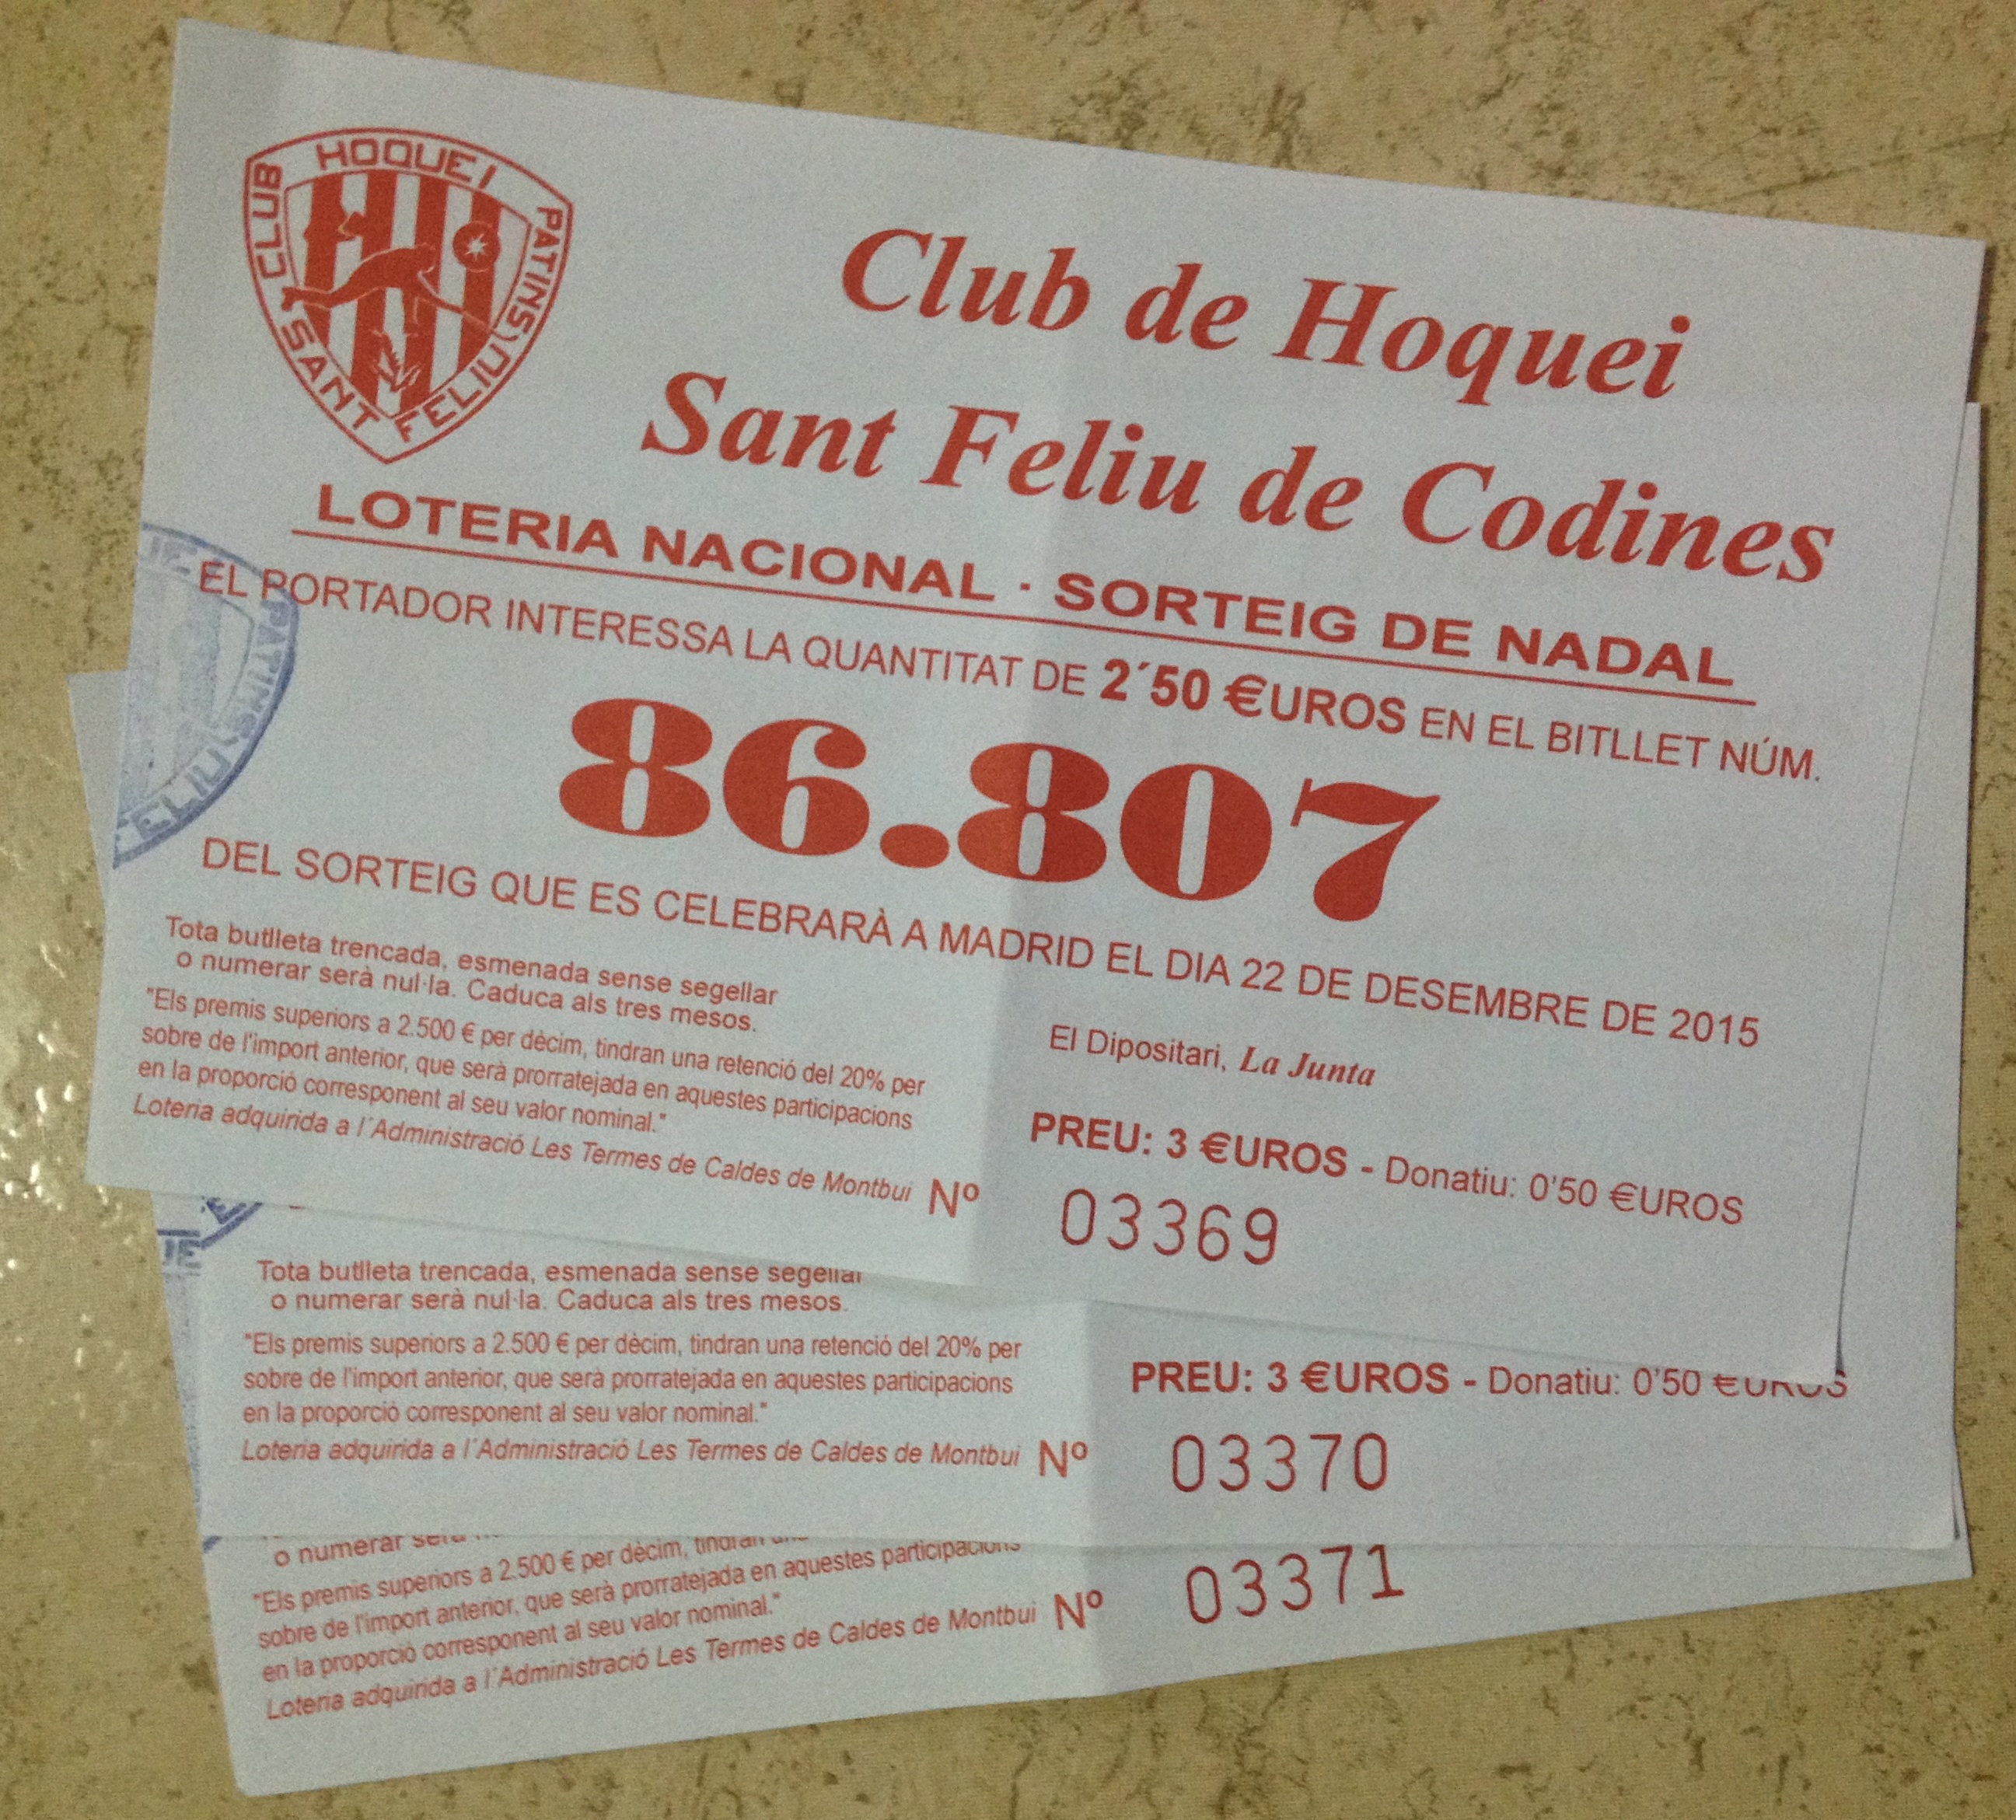 CLUB HOQUEI PATINS
SANT FELIU
Club de Hoquei
Sant Feliu de Codines
LOTERIA NACIONAL · SORTEIG DE NADAL
EL PORTADOR INTERESSA LA QUANTITAT DE 2´50 €UROS EN EL BITLLET NÚM.
86.807
PATINS
FELIU
DEL SORTEIG QUE ES CELEBRARÀ A MADRID EL DIA 22 DE DESEMBRE DE 2015
Tota butlleta trencada, esmenada sense segellar
o numerar serà nul·la. Caduca als tres mesos.
"Els premis superiors a 2.500 € per dècim, tindran una retenció del 20% per
sobre de l'import anterior, que serà prorratejada en aquestes participacions
en la proporció corresponent al seu valor nominal."
Loteria adquirida a l´Administració Les Termes de Caldes de Montbui
El Dipositari, La Junta
PREU: 3 €UROS - Donatiu: 0'50 €UROS
Nº 03369
Tota butlleta trencada, esmenada sense segellar
o numerar serà nul·la. Caduca als tres mesos.
"Els premis superiors a 2.500 € per dècim, tindran una retenció del 20% per
sobre de l'import anterior, que serà prorratejada en aquestes participacions
en la proporció corresponent al seu valor nominal."
Loteria adquirida a l´Administració Les Termes de Caldes de Montbui
PREU: 3 €UROS - Donatiu: 0'50 €UROS
Nº 03370
o numerar serà
"Els premis superiors a 2.500 € per dècim, tindran una
sobre de l'import anterior, que serà prorratejada en aquestes participacions
en la proporció corresponent al seu valor nominal."
Loteria adquirida a l´Administració Les Termes de Caldes de Montbui
Nº 03371